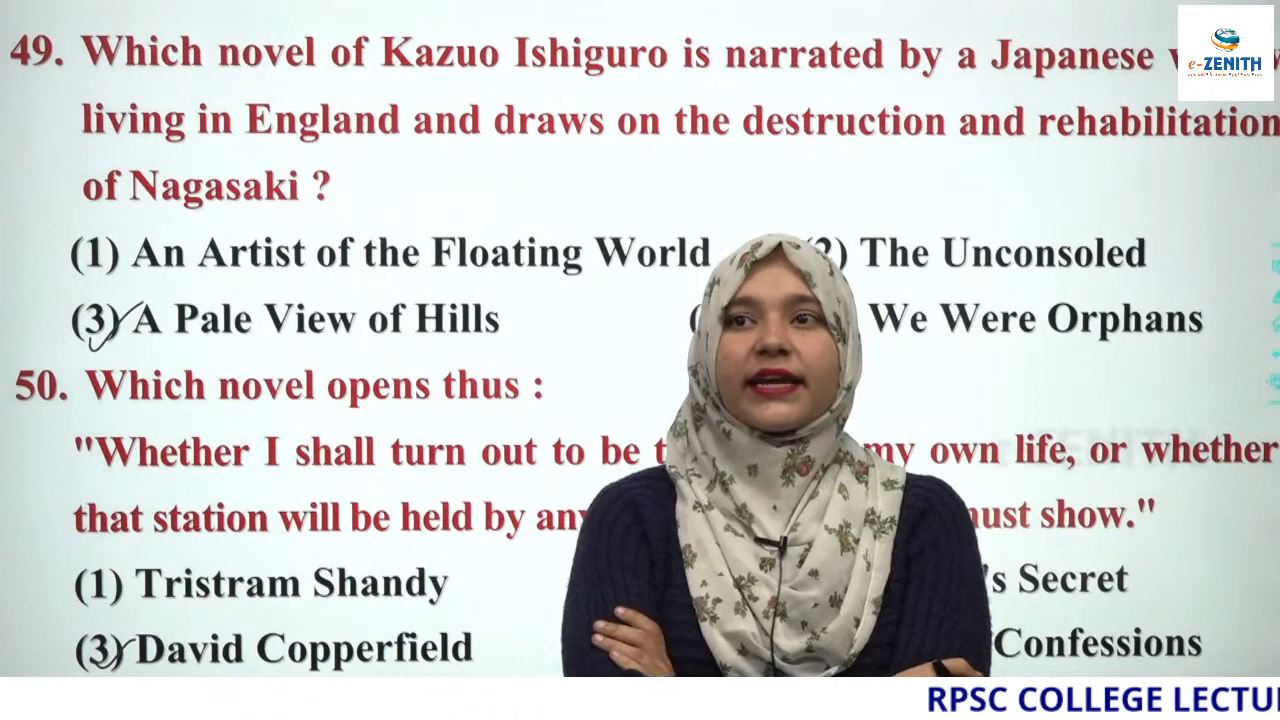 49. Which novel of Kazuo Ishiguro is narrated by a Japanese
living in England and draws on the destruction and rehabilitation
of Nagasaki ?
(1) An Artist of the Floating World (2) The Unconsoled
(3) A Pale View of Hills We Were Orphans
50. Which novel opens thus :
"Whether I shall turn out to be my own life, or whether
that station will be held by show."
(1) Tristram Shandy 's Secret
(3) David Copperfield Confessions
e-ZENITH
RPSC COLLEGE